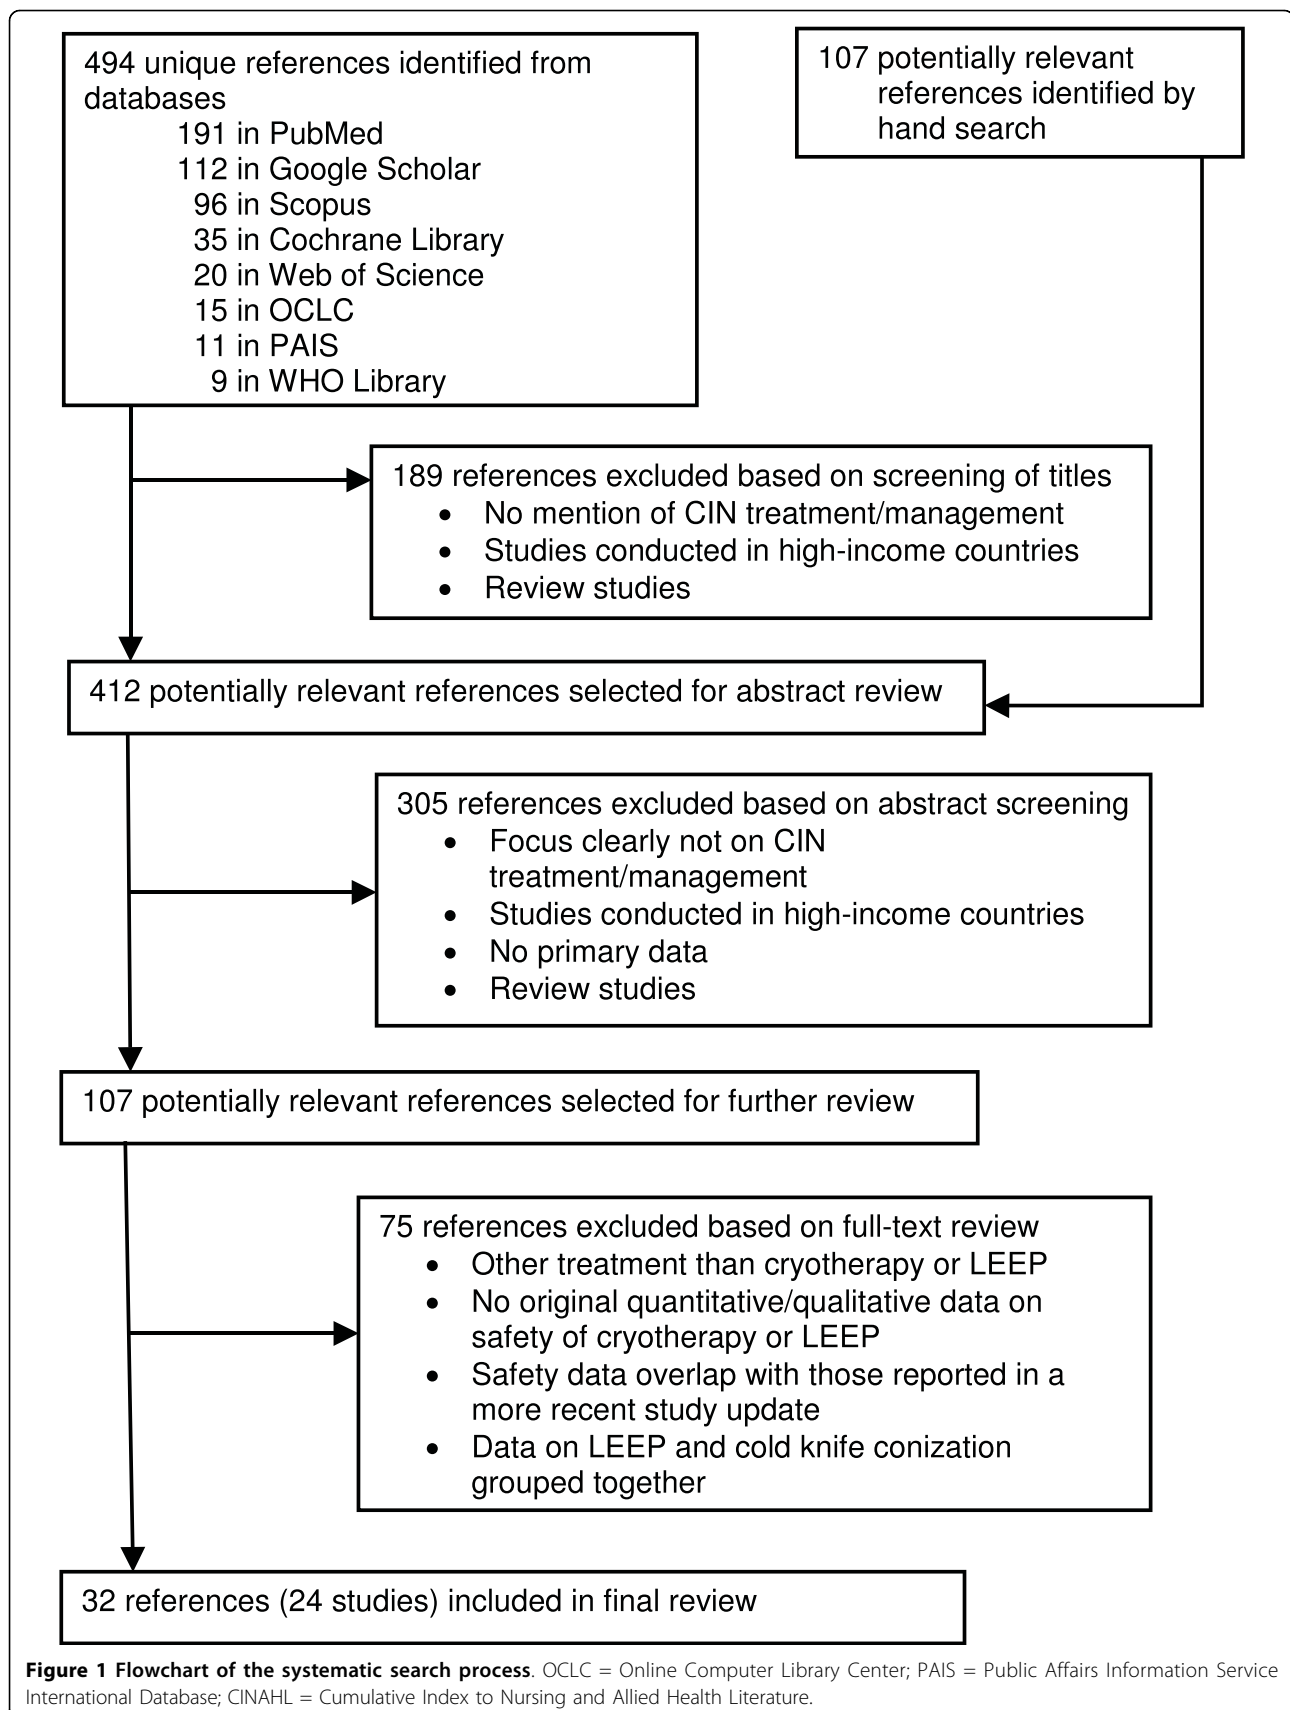 494 unique references identified from
databases
191 in PubMed
112 in Google Scholar
96 in Scopus
35 in Cochrane Library
20 in Web of Science
15 in OCLC
11 in PAIS
9 in WHO Library
107 potentially relevant
references identified by
hand search
189 references excluded based on screening of titles
• No mention of CIN treatment/management
• Studies conducted in high-income countries
• Review studies
412 potentially relevant references selected for abstract review
305 references excluded based on abstract screening
• Focus clearly not on CIN
treatment/management
• Studies conducted in high-income countries
• No primary data
• Review studies
107 potentially relevant references selected for further review
75 references excluded based on full-text review
• Other treatment than cryotherapy or LEEP
• No original quantitative/qualitative data on
safety of cryotherapy or LEEP
• Safety data overlap with those reported in a
more recent study update
• Data on LEEP and cold knife conization
grouped together
32 references (24 studies) included in final review
Figure 1 Flowchart of the systematic search process. OCLC = Online Computer Library Center; PAIS = Public Affairs Information Service
International Database; CINAHL = Cumulative Index to Nursing and Allied Health Literature.